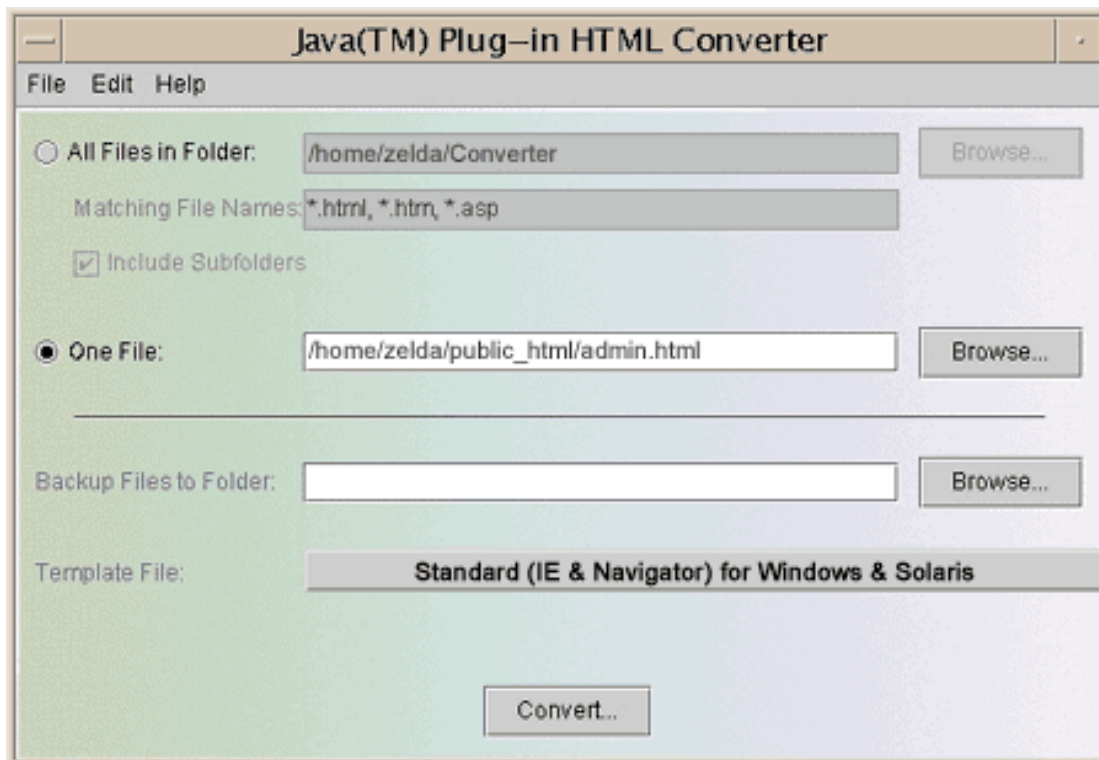 Java(TM) Plug-in HTML Converter
File Edit Help
All Files in Folder: /home/zelda/Converter Browse...
Matching File Names: *.html, *.htm, *.asp
Include Subfolders
One File: /home/zelda/public_html/admin.html Browse...
Backup Files to Folder: Browse...
Template File: Standard (IE & Navigator) for Windows & Solaris
Convert...